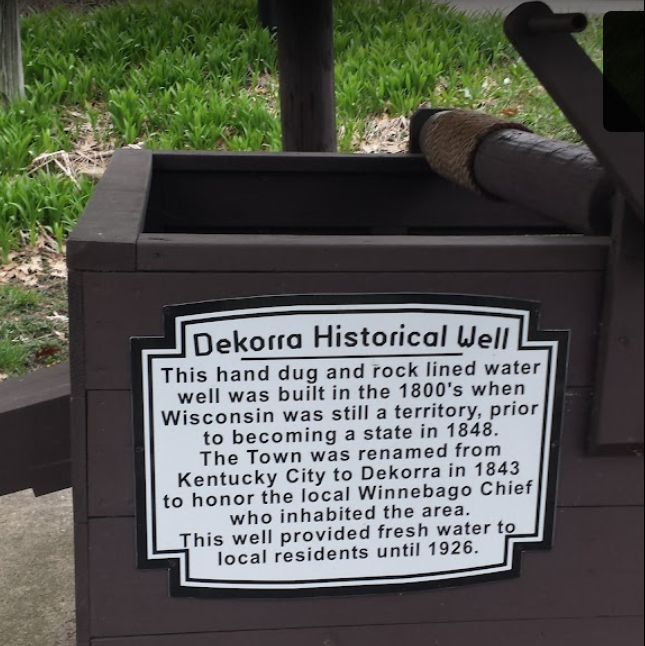 Dekorra Historical Well
This hand dug and rock lined water
well was built in the 1800's when
Wisconsin was still a territory, prior
to becoming a state in 1848.
The Town was renamed from
Kentucky City to Dekorra in 1843
to honor the local Winnebago Chief
who inhabited the area.
This well provided fresh water to
local residents until 1926.